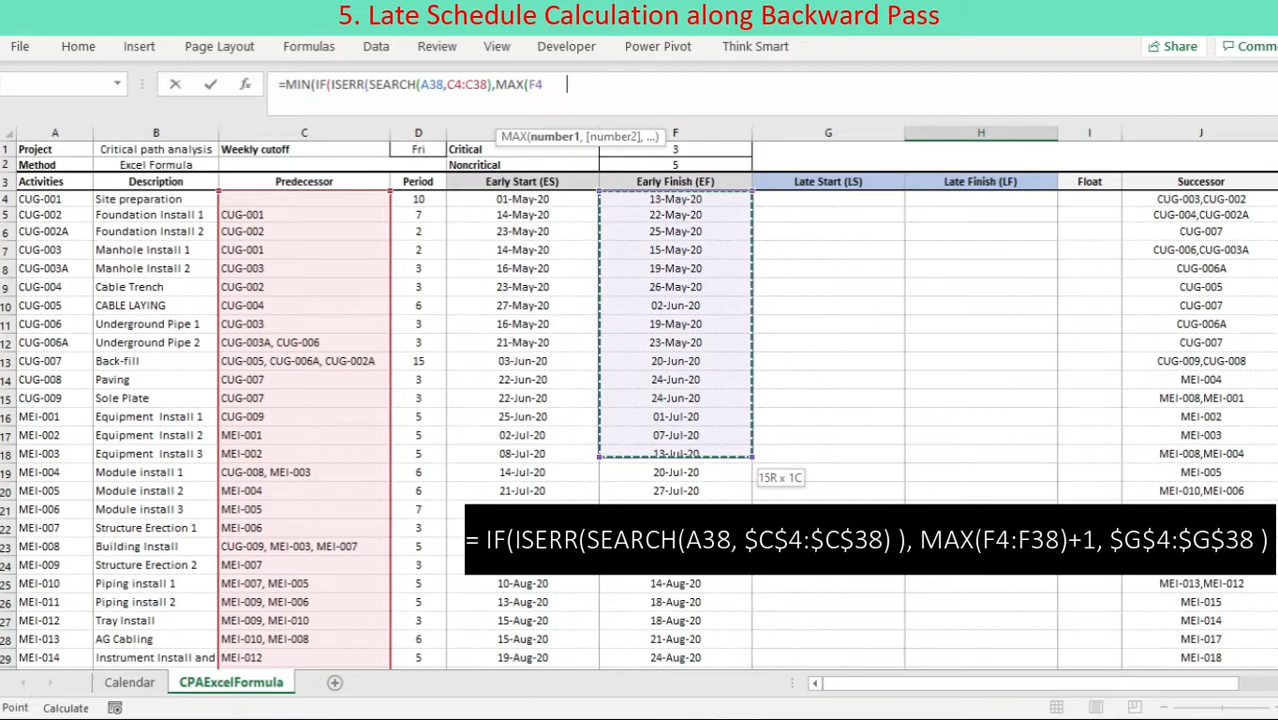 5. Late Schedule Calculation along Backward Pass
File Home Insert Page Layout Formulas Data Review View Developer Power Pivot Think Smart Share Comm
fx =MIN(IF(ISERR(SEARCH(A38,C4:C38),MAX(F4
MAX(number1, [number2], ...)
A B C D F G H I J
1 Project Critical path analysis Weekly cutoff Fri Critical 3
2 Method Excel Formula Noncritical 5
3 Activities Description Predecessor Period Early Start (ES) Early Finish (EF) Late Start (LS) Late Finish (LF) Float Successor
4 CUG-001 Site preparation 10 01-May-20 13-May-20 CUG-003,CUG-002
5 CUG-002 Foundation Install 1 CUG-001 7 14-May-20 22-May-20 CUG-004,CUG-002A
6 CUG-002A Foundation Install 2 CUG-002 2 23-May-20 25-May-20 CUG-007
7 CUG-003 Manhole Install 1 CUG-001 2 14-May-20 15-May-20 CUG-006,CUG-003A
8 CUG-003A Manhole Install 2 CUG-003 3 16-May-20 19-May-20 CUG-006A
9 CUG-004 Cable Trench CUG-002 3 23-May-20 26-May-20 CUG-005
10 CUG-005 CABLE LAYING CUG-004 6 27-May-20 02-Jun-20 CUG-007
11 CUG-006 Underground Pipe 1 CUG-003 3 16-May-20 19-May-20 CUG-006A
12 CUG-006A Underground Pipe 2 CUG-003A, CUG-006 3 21-May-20 23-May-20 CUG-007
13 CUG-007 Back-fill CUG-005, CUG-006A, CUG-002A 15 03-Jun-20 20-Jun-20 CUG-009,CUG-008
14 CUG-008 Paving CUG-007 3 22-Jun-20 24-Jun-20 MEI-004
15 CUG-009 Sole Plate CUG-007 3 22-Jun-20 24-Jun-20 MEI-008,MEI-001
16 MEI-001 Equipment Install 1 CUG-009 5 25-Jun-20 01-Jul-20 MEI-002
17 MEI-002 Equipment Install 2 MEI-001 5 02-Jul-20 07-Jul-20 MEI-003
18 MEI-003 Equipment Install 3 MEI-002 5 08-Jul-20 13-Jul-20 MEI-008,MEI-004
19 MEI-004 Module install 1 CUG-008, MEI-003 6 14-Jul-20 20-Jul-20 MEI-005
15R x 1C
20 MEI-005 Module install 2 MEI-004 6 21-Jul-20 27-Jul-20 MEI-010,MEI-006
21 MEI-006 Module install 3 MEI-005 7
22 MEI-007 Structure Erection 1 MEI-006 3
= IF(ISERR(SEARCH(A38, $C$4:$C$38) ), MAX(F4:F38)+1, $G$4:$G$38 )
23 MEI-008 Building Install CUG-009, MEI-003, MEI-007 5
24 MEI-009 Structure Erection 2 MEI-007 3
25 MEI-010 Piping install 1 MEI-007, MEI-005 5 10-Aug-20 14-Aug-20 MEI-013,MEI-012
26 MEI-011 Piping install 2 MEI-009, MEI-006 5 13-Aug-20 18-Aug-20 MEI-015
27 MEI-012 Tray Install MEI-009, MEI-010 3 15-Aug-20 18-Aug-20 MEI-014
28 MEI-013 AG Cabling MEI-010, MEI-008 6 15-Aug-20 21-Aug-20 MEI-017
29 MEI-014 Instrument Install and MEI-012 5 19-Aug-20 24-Aug-20 MEI-018
Calendar CPAExcelFormula
Point Calculate